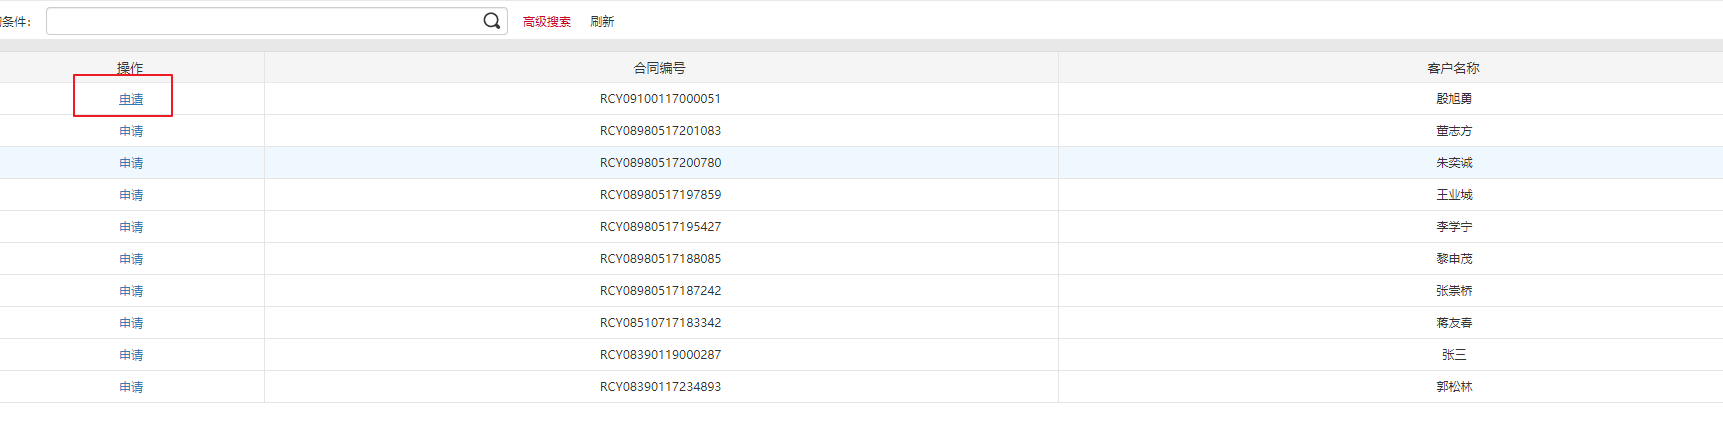 条件： 高级搜索 刷新
操作 合同编号 客户名称
申请 RCY09100117000051 殷旭勇
申请 RCY08980517201083 董志方
申请 RCY08980517200780 朱奕诚
申请 RCY08980517197859 王业城
申请 RCY08980517195427 李学宁
申请 RCY08980517188085 黎申茂
申请 RCY08980517187242 张崇桥
申请 RCY08510717183342 蒋友春
申请 RCY08390119000287 张三
申请 RCY08390117234893 郭松林